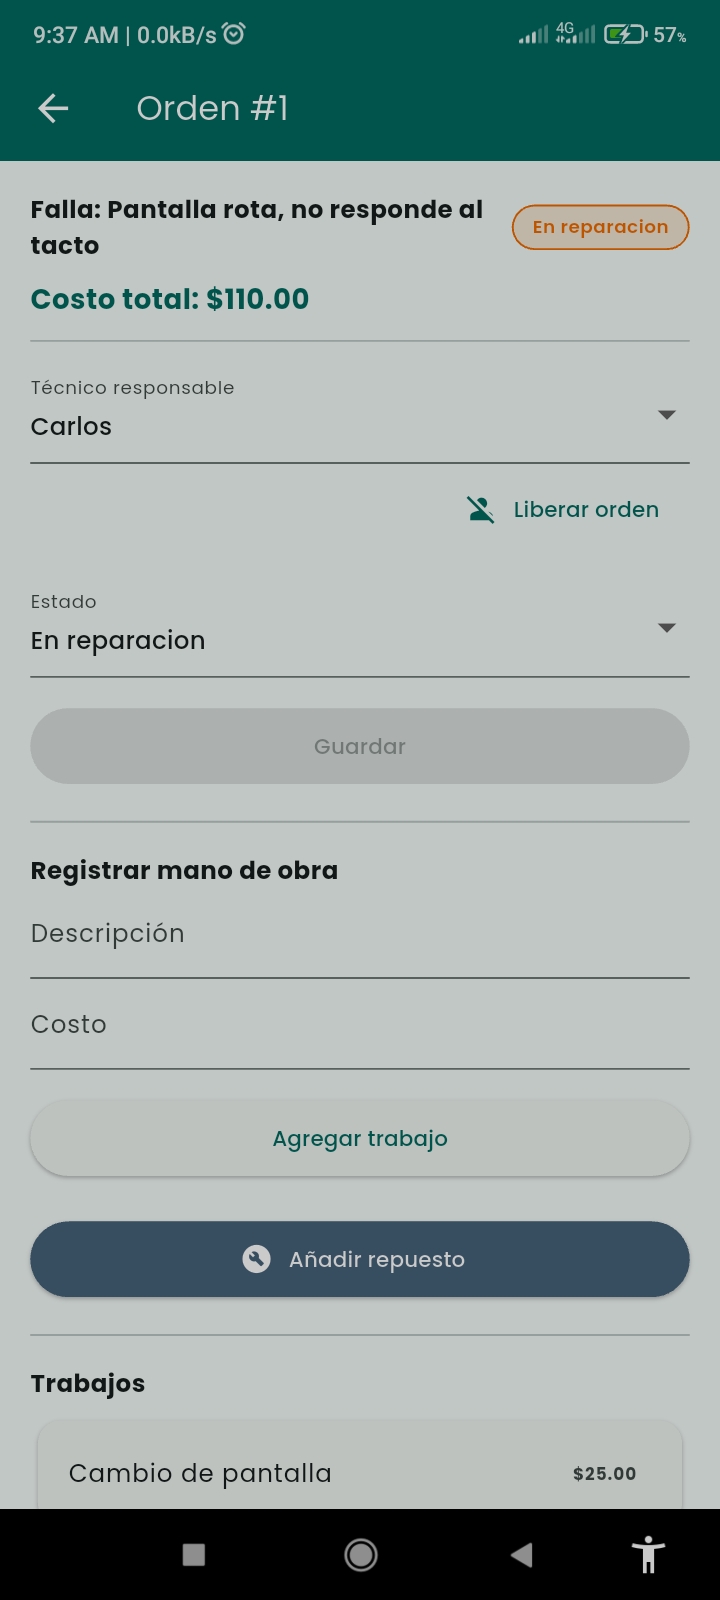 9:37 AM | 0.0kB/s
4G
57%
Orden #1
Falla: Pantalla rota, no responde al
tacto
En reparacion
Costo total: $110.00
Técnico responsable
Carlos
Liberar orden
Estado
En reparacion
Guardar
Registrar mano de obra
Descripción
Costo
Agregar trabajo
Añadir repuesto
Trabajos
Cambio de pantalla
$25.00